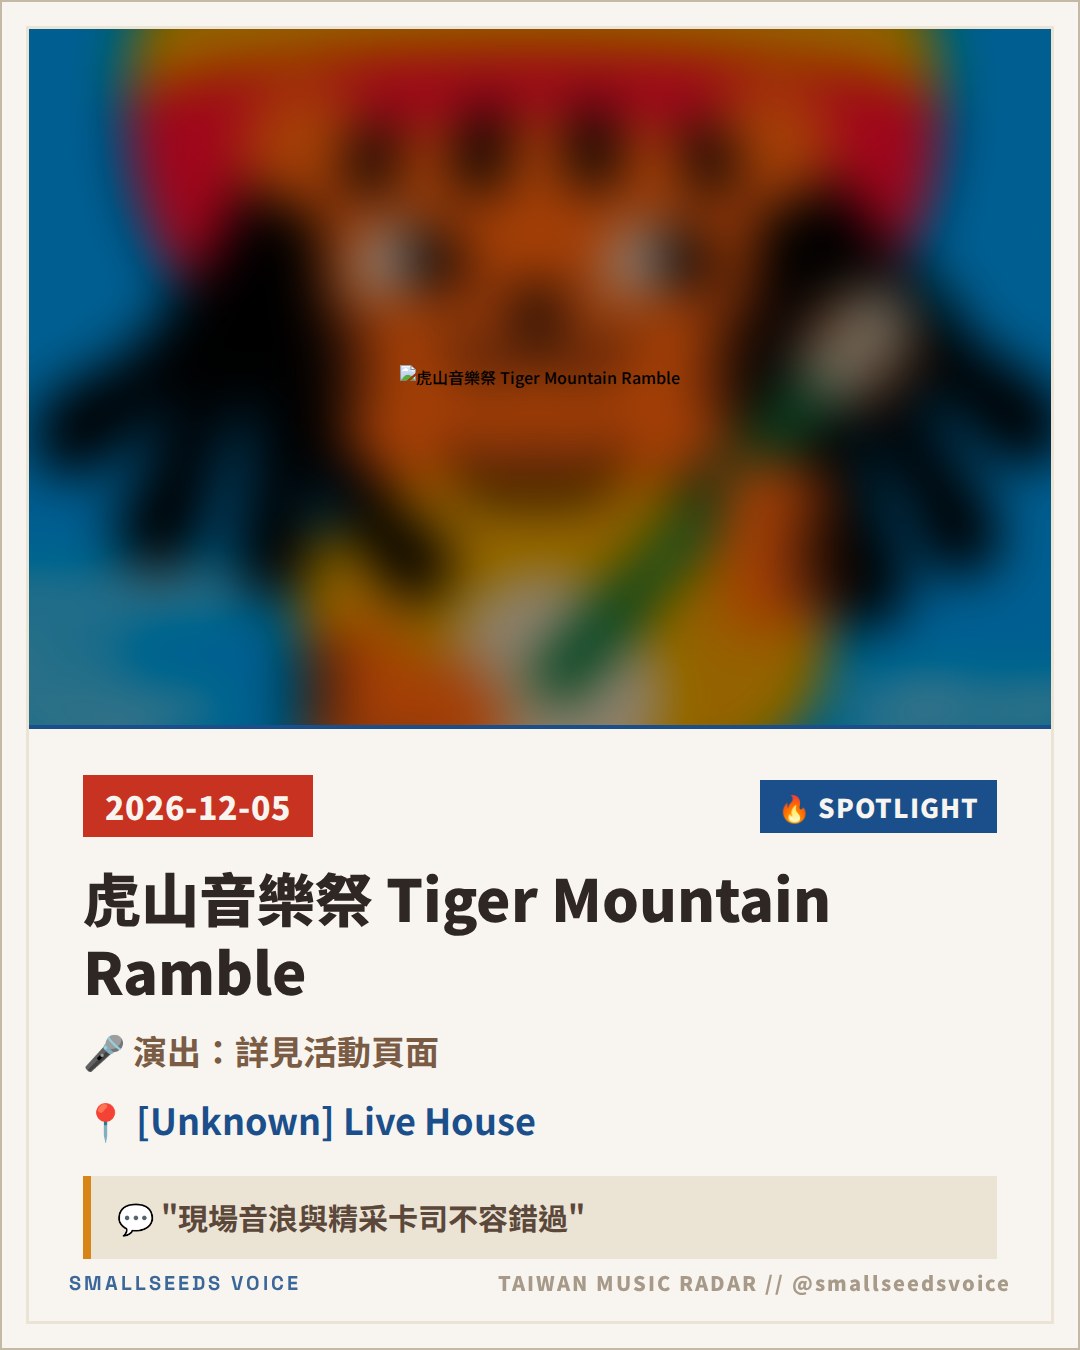 虎山音樂祭 Tiger Mountain Ramble
2026-12-05
🔥 SPOTLIGHT
虎山音樂祭 Tiger Mountain
Ramble
🎤 演出：詳見活動頁面
📍 [Unknown] Live House
💬 "現場音浪與精采卡司不容錯過"
SMALLSEEDS VOICE
TAIWAN MUSIC RADAR // @smallseedsvoice